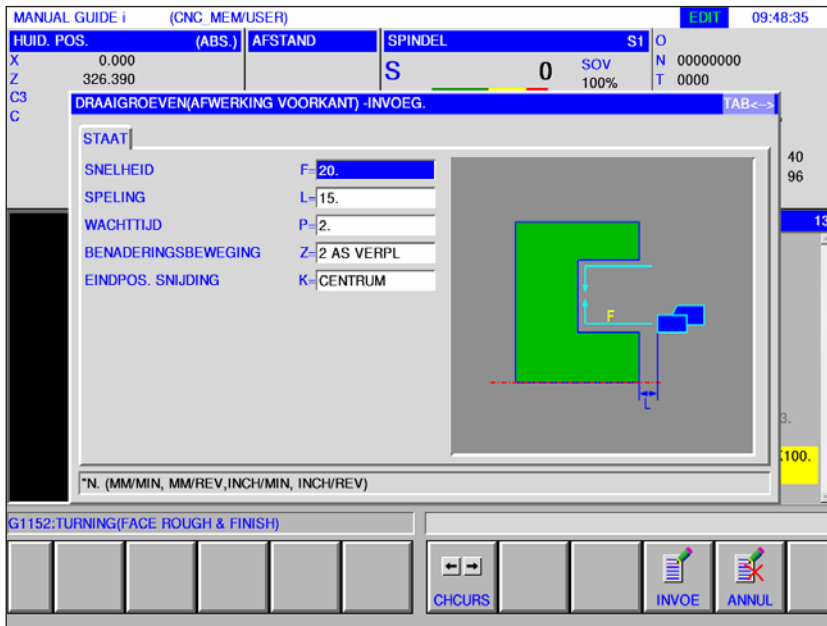 MANUAL GUIDE i (CNC_MEM/USER) EDIT 09:48:35
HUID. POS. (ABS.) AFSTAND SPINDEL S1 O
X 0.000 S 0 SOV N 00000000
Z 326.390 100% T 0000
C3
C
DRAAIGROEVEN(AFWERKING VOORKANT) -INVOEG. TAB<-->
STAAT
SNELHEID F=20.
SPELING L=15.
WACHTTIJD P=2.
BENADERINGSBEWEGING Z=2 AS VERPL
EINDPOS. SNIJDING K=CENTRUM
F
L
40
96
13
3.
100.
"N. (MM/MIN, MM/REV,INCH/MIN, INCH/REV)
G1152:TURNING(FACE ROUGH & FINISH)
CHCURS INVOE ANNUL